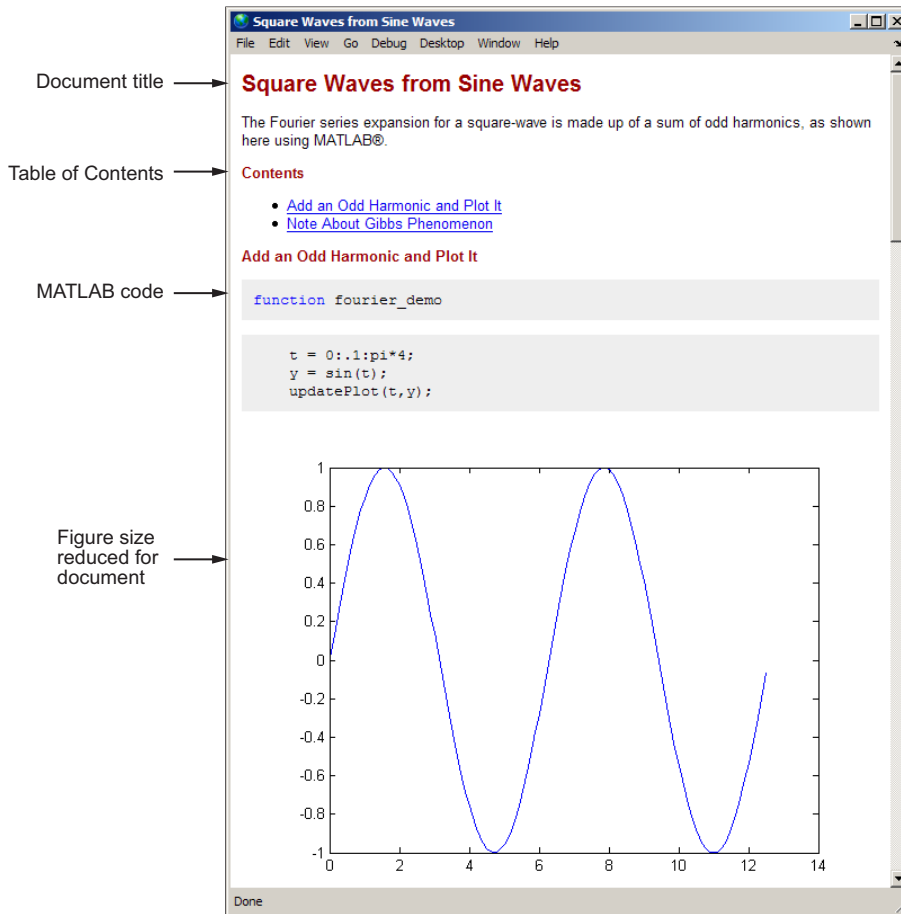 Square Waves from Sine Waves
File Edit View Go Debug Desktop Window Help
Document title
Square Waves from Sine Waves
The Fourier series expansion for a square-wave is made up of a sum of odd harmonics, as shown
here using MATLAB®.
Table of Contents
Contents
• Add an Odd Harmonic and Plot It
• Note About Gibbs Phenomenon
Add an Odd Harmonic and Plot It
MATLAB code
function fourier_demo
t = 0:.1:pi*4;
y = sin(t);
updatePlot(t,y);
Figure size
reduced for
document
1
0.8
0.6
0.4
0.2
0
-0.2
-0.4
-0.6
-0.8
-1
0 2 4 6 8 10 12 14
Done